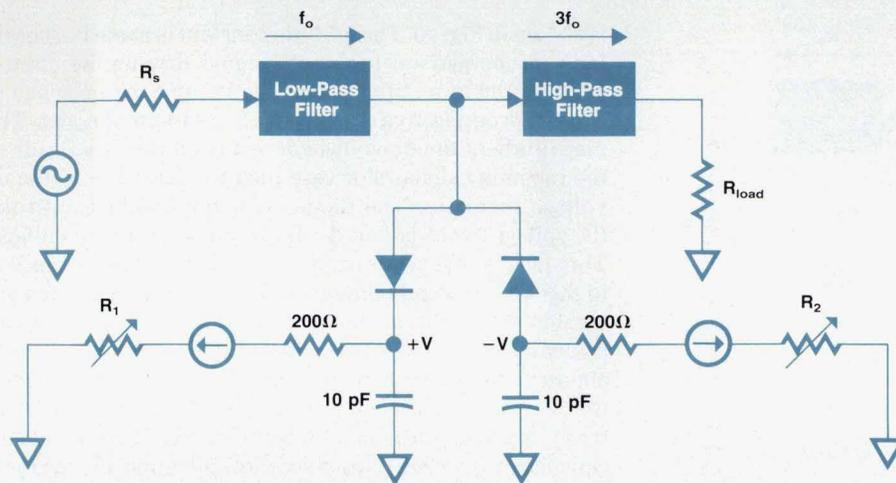 fo
3fo
Rs
Low-Pass
Filter
High-Pass
Filter
Rload
R1
200Ω
+V
−V
200Ω
R2
10 pF
10 pF